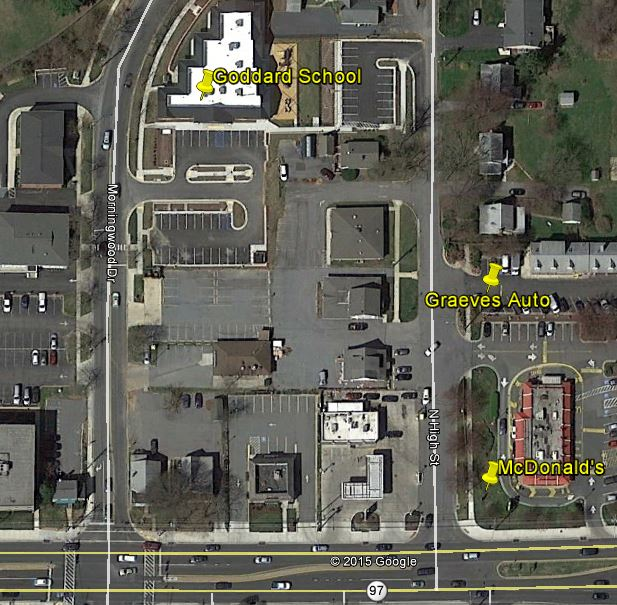 Goddard School
Morningwood Dr
Graeves Auto
N High St
McDonald's
© 2015 Google
97